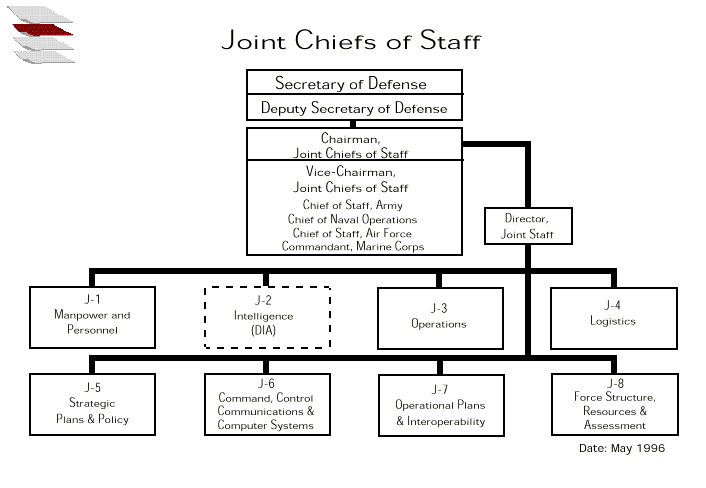 Joint Chiefs of Staff
Secretary of Defense
Deputy Secretary of Defense
Chairman,
Joint Chiefs of Staff
Vice-Chairman,
Joint Chiefs of Staff
Chief of Staff, Army
Chief of Naval Operations
Chief of Staff, Air Force
Commandant, Marine Corps
Director,
Joint Staff
J-1
Manpower and
Personnel
J-2
Intelligence
(DIA)
J-3
Operations
J-4
Logistics
J-5
Strategic
Plans & Policy
J-6
Command, Control
Communications &
Computer Systems
J-7
Operational Plans
& Interoperability
J-8
Force Structure,
Resources &
Assessment
Date: May 1996